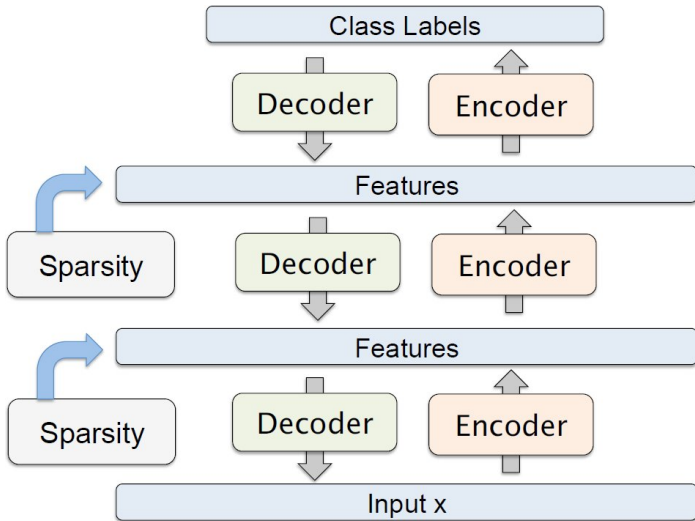 Class Labels
Decoder
Encoder
Features
Sparsity
Decoder
Encoder
Features
Sparsity
Decoder
Encoder
Input x